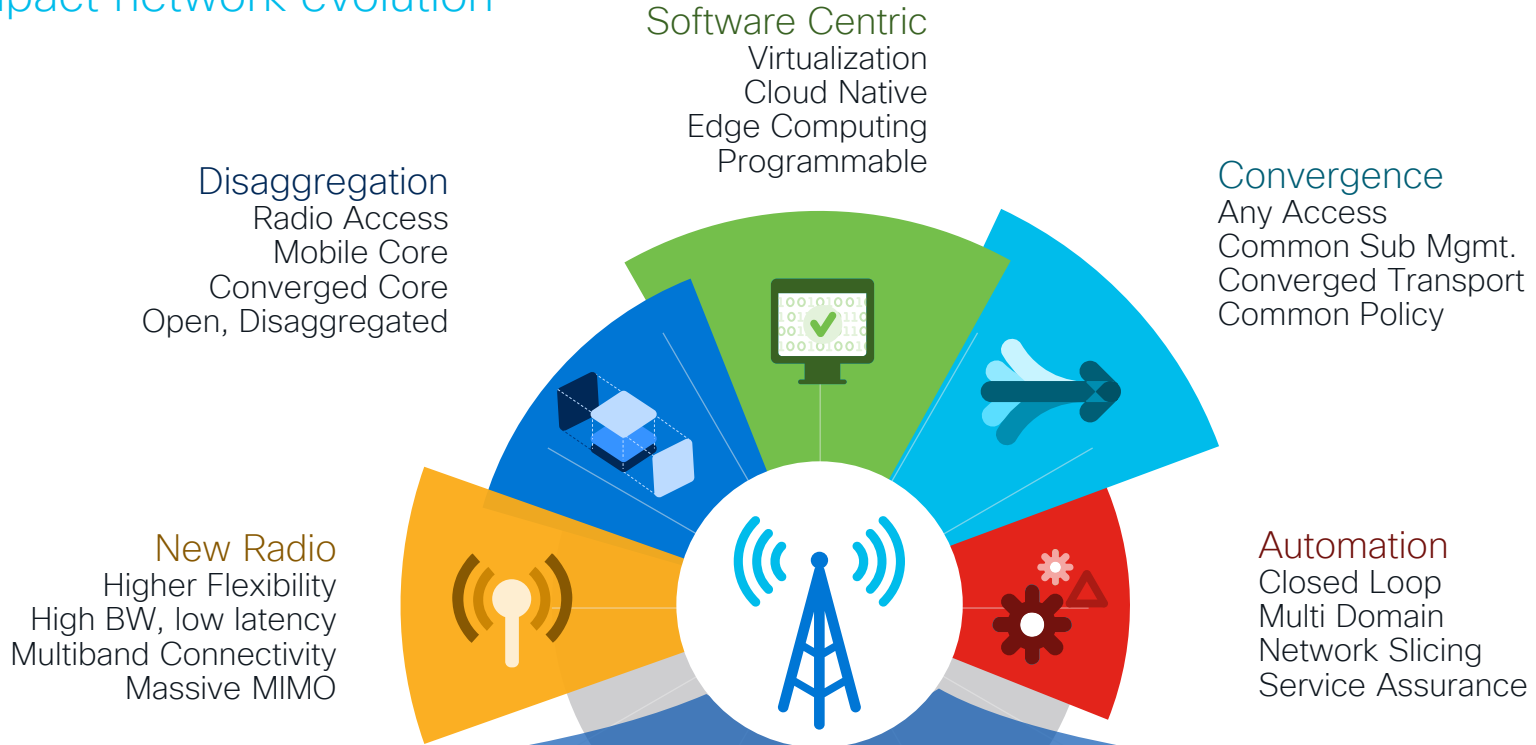 network evolution
Software Centric
Virtualization
Cloud Native
Edge Computing
Programmable
Disaggregation
Radio Access
Mobile Core
Converged Core
Open, Disaggregated
Convergence
Any Access
Common Sub Mgmt.
Converged Transport
Common Policy
New Radio
Higher Flexibility
High BW, low latency
Multiband Connectivity
Massive MIMO
Automation
Closed Loop
Multi Domain
Network Slicing
Service Assurance